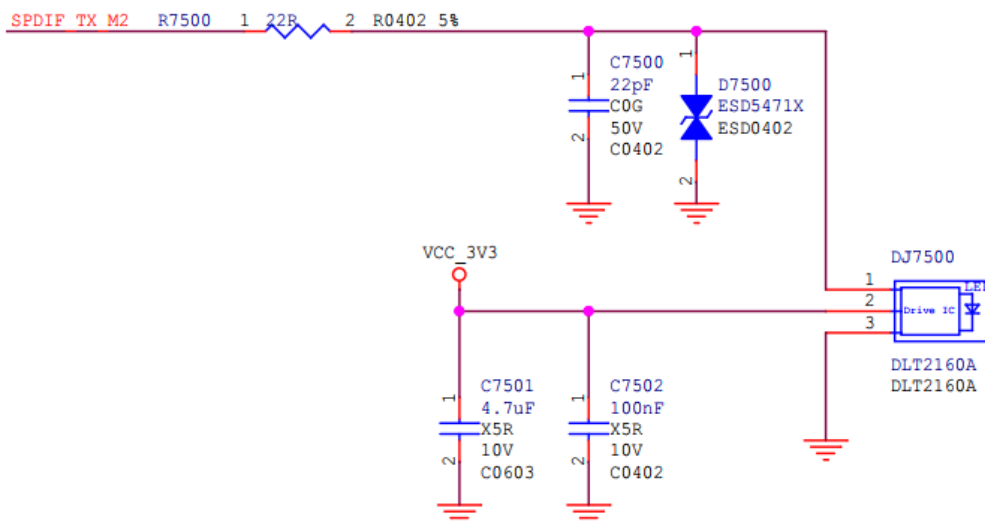 SPDIF_TX_M2 R7500 1 22R 2 R0402 5%
1
C7500
22pF
C0G
50V
C0402
2
1
D7500
ESD5471X
ESD0402
2
VCC_3V3
DJ7500
1
2
3
Drive IC
DLT2160A
DLT2160A
1
C7501
4.7uF
X5R
10V
C0603
2
1
C7502
100nF
X5R
10V
C0402
2